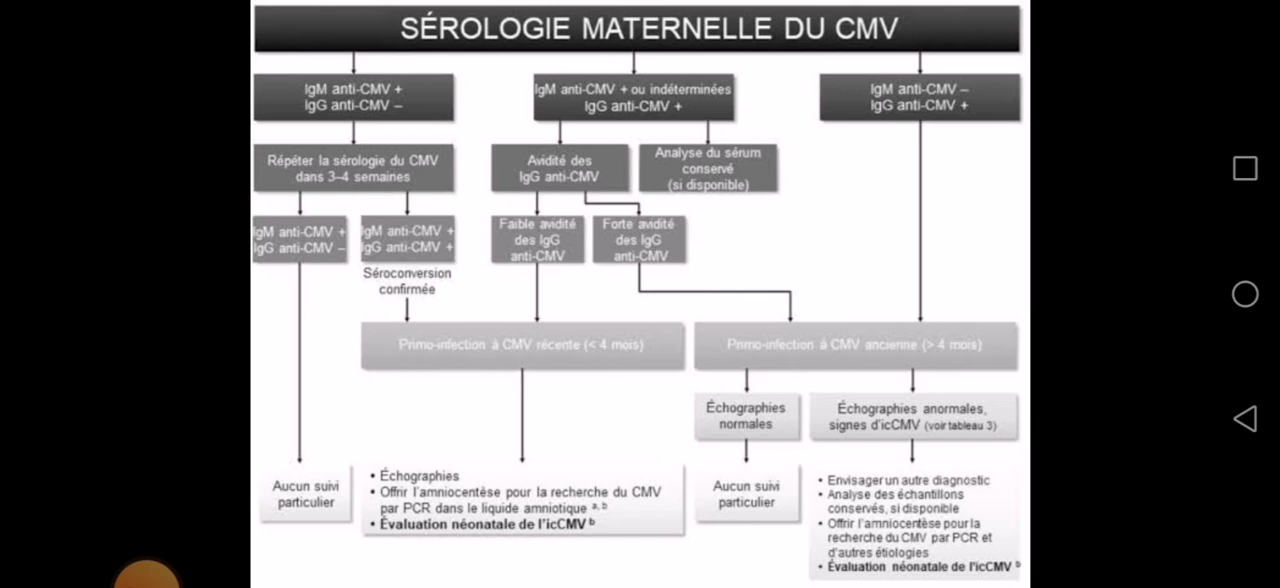 SÉROLOGIE MATERNELLE DU CMV
IgM anti-CMV +
IgG anti-CMV –
IgM anti-CMV + ou indéterminées
IgG anti-CMV +
IgM anti-CMV –
IgG anti-CMV +
Répéter la sérologie du CMV
dans 3–4 semaines
Avidité des
IgG anti-CMV
Analyse du sérum
conservé
(si disponible)
IgM anti-CMV +
IgG anti-CMV –
IgM anti-CMV +
IgG anti-CMV +
Faible avidité
des IgG
anti-CMV
Forte avidité
des IgG
anti-CMV
Séroconversion
confirmée
Primo-infection à CMV récente (< 4 mois)
Primo-infection à CMV ancienne (> 4 mois)
Échographies
normales
Échographies anormales,
signes d'icCMV (voir tableau 3)
Aucun suivi
particulier
• Échographies
• Offrir l'amniocentèse pour la recherche du CMV
par PCR dans le liquide amniotique a, b
• Évaluation néonatale de l'icCMV b
Aucun suivi
particulier
• Envisager un autre diagnostic
• Analyse des échantillons
conservés, si disponible
• Offrir l'amniocentèse pour la
recherche du CMV par PCR et
d'autres étiologies
• Évaluation néonatale de l'icCMV b